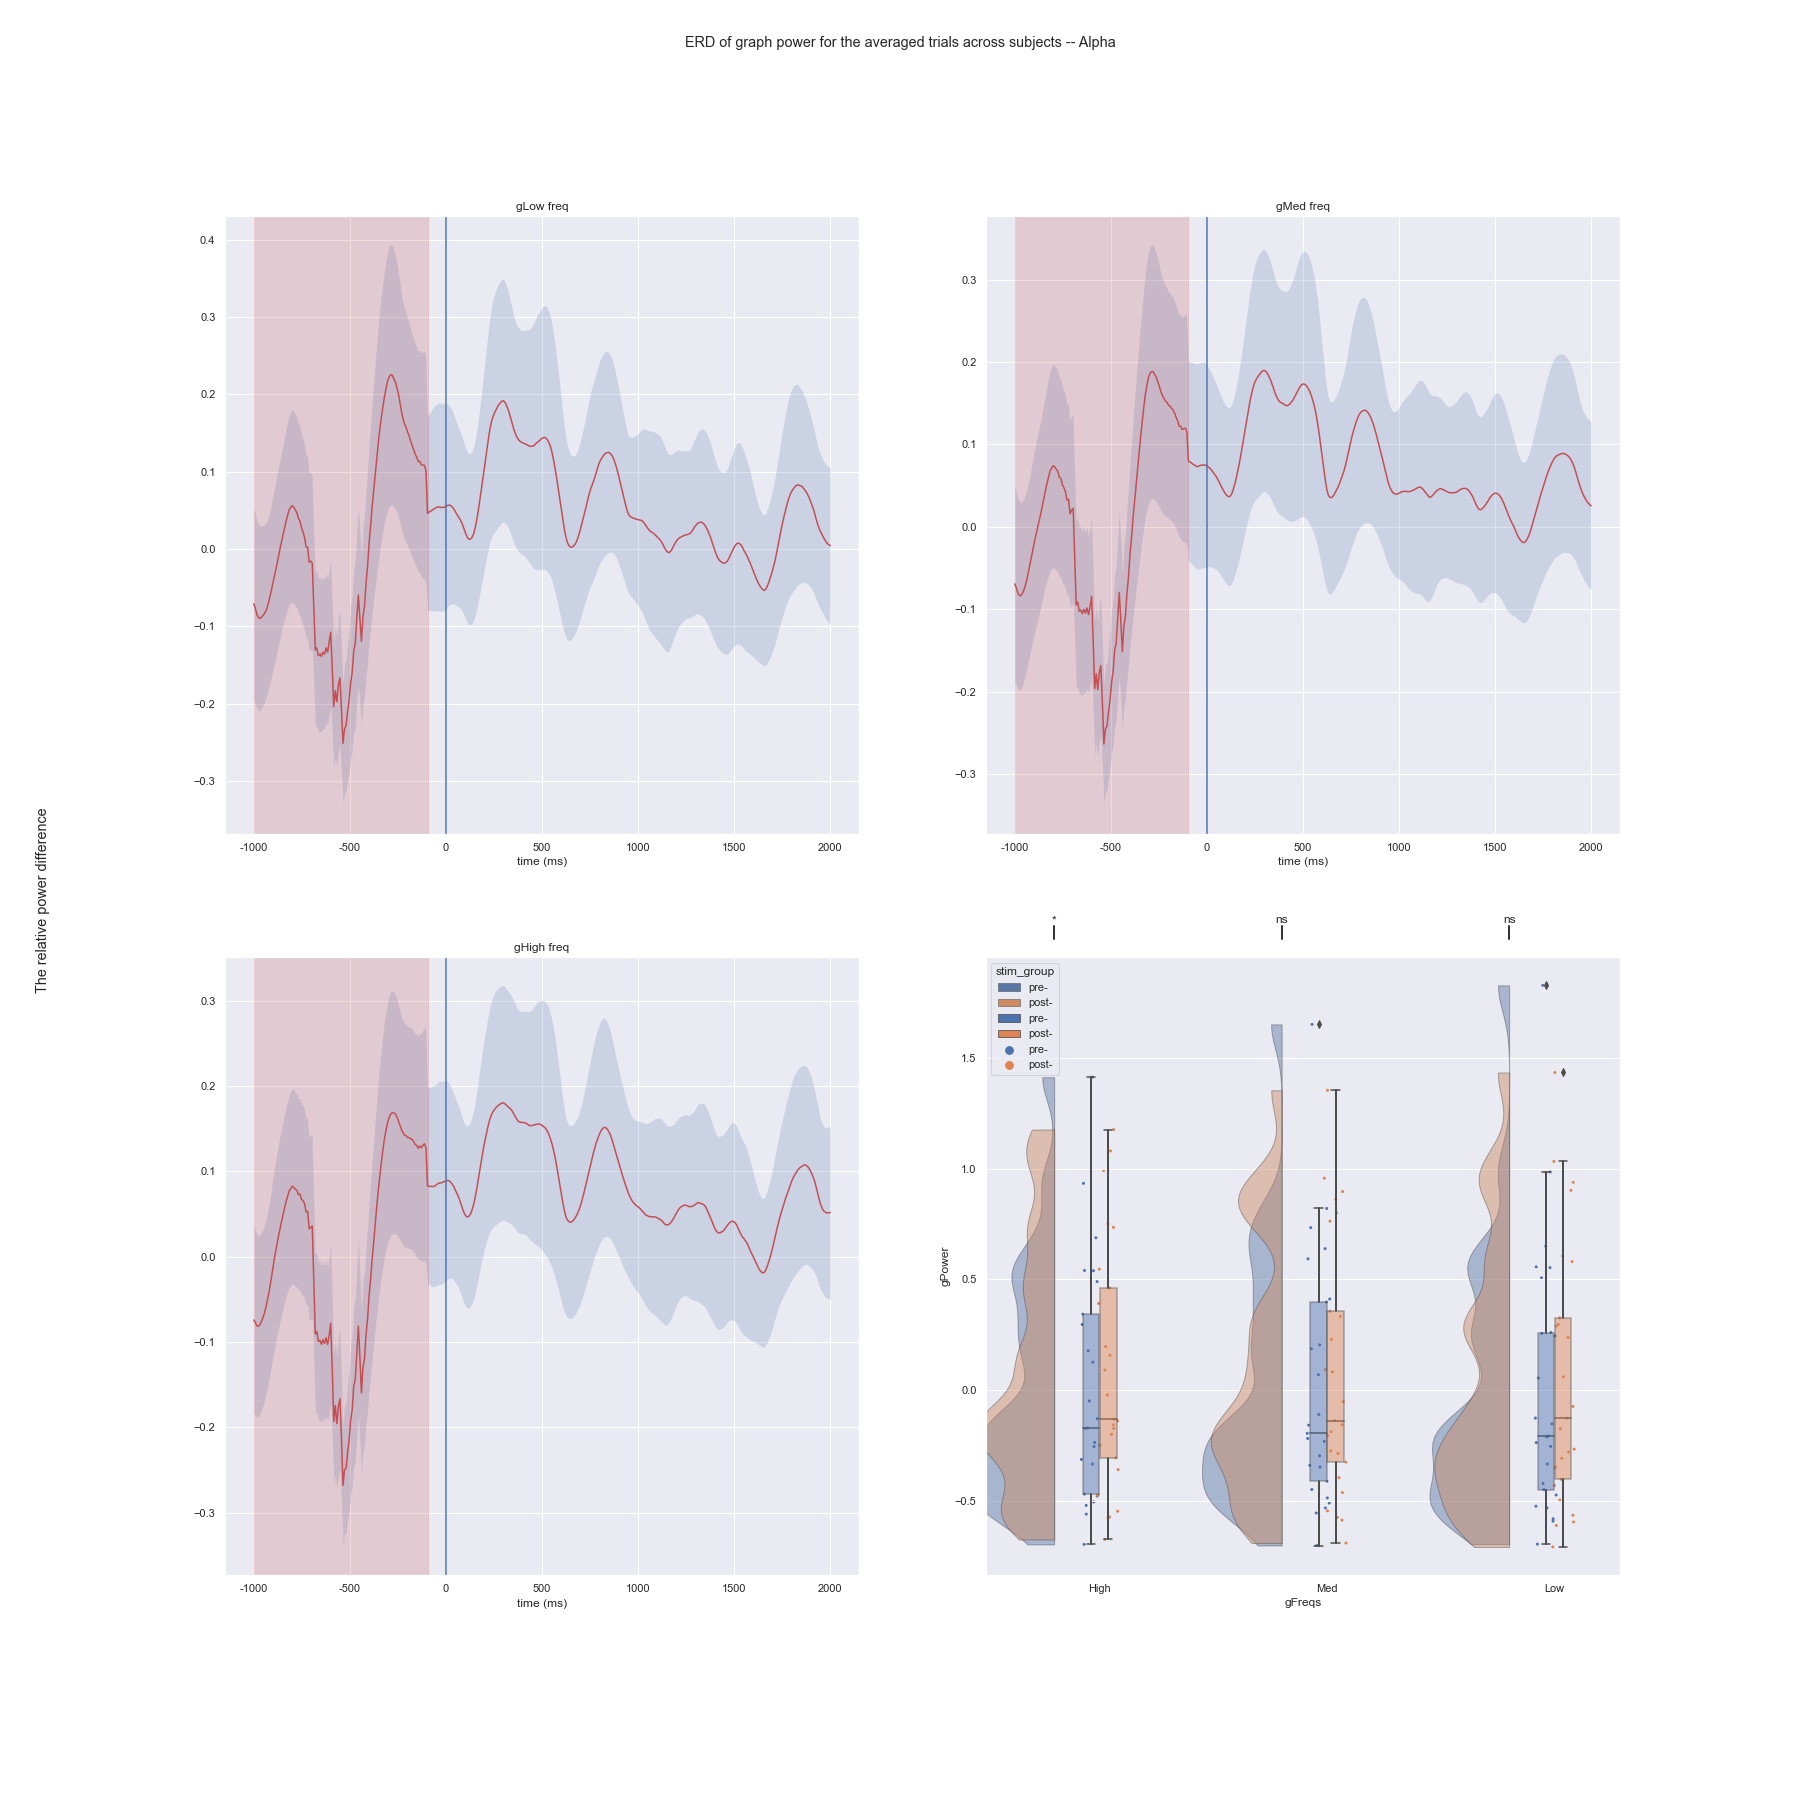 ERD of graph power for the averaged trials across subjects -- Alpha
The relative power difference
gLow freq
0.4
0.3
0.2
0.1
0.0
−0.1
−0.2
−0.3
-1000 -500 0 500 1000 1500 2000
time (ms)
gMed freq
0.3
0.2
0.1
0.0
−0.1
−0.2
−0.3
-1000 -500 0 500 1000 1500 2000
time (ms)
gHigh freq
0.3
0.2
0.1
0.0
−0.1
−0.2
−0.3
-1000 -500 0 500 1000 1500 2000
time (ms)
* ns ns
stim_group
pre-
post-
pre-
post-
pre-
post-
gPower
1.5
1.0
0.5
0.0
−0.5
High Med Low
gFreqs